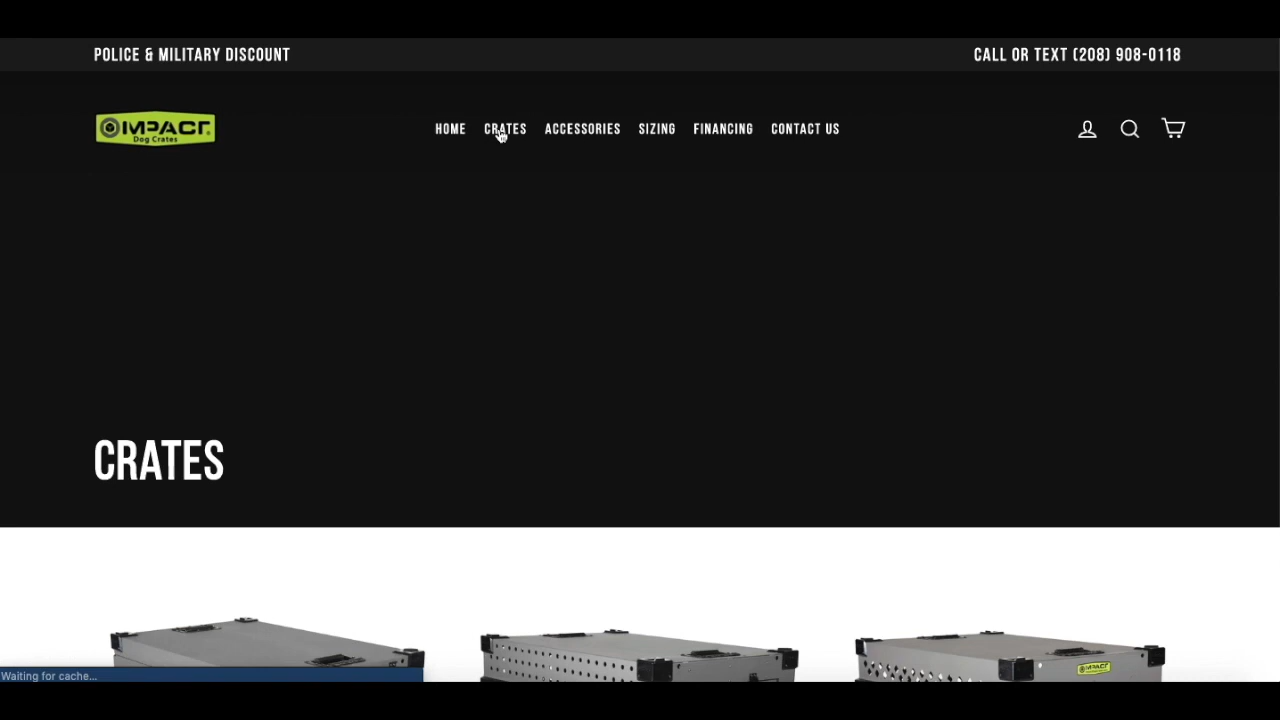 POLICE & MILITARY DISCOUNT
CALL OR TEXT (208) 908-0118
IMPACT
Dog Crates
HOME CRATES ACCESSORIES SIZING FINANCING CONTACT US
CRATES
IMPACT
Waiting for cache...